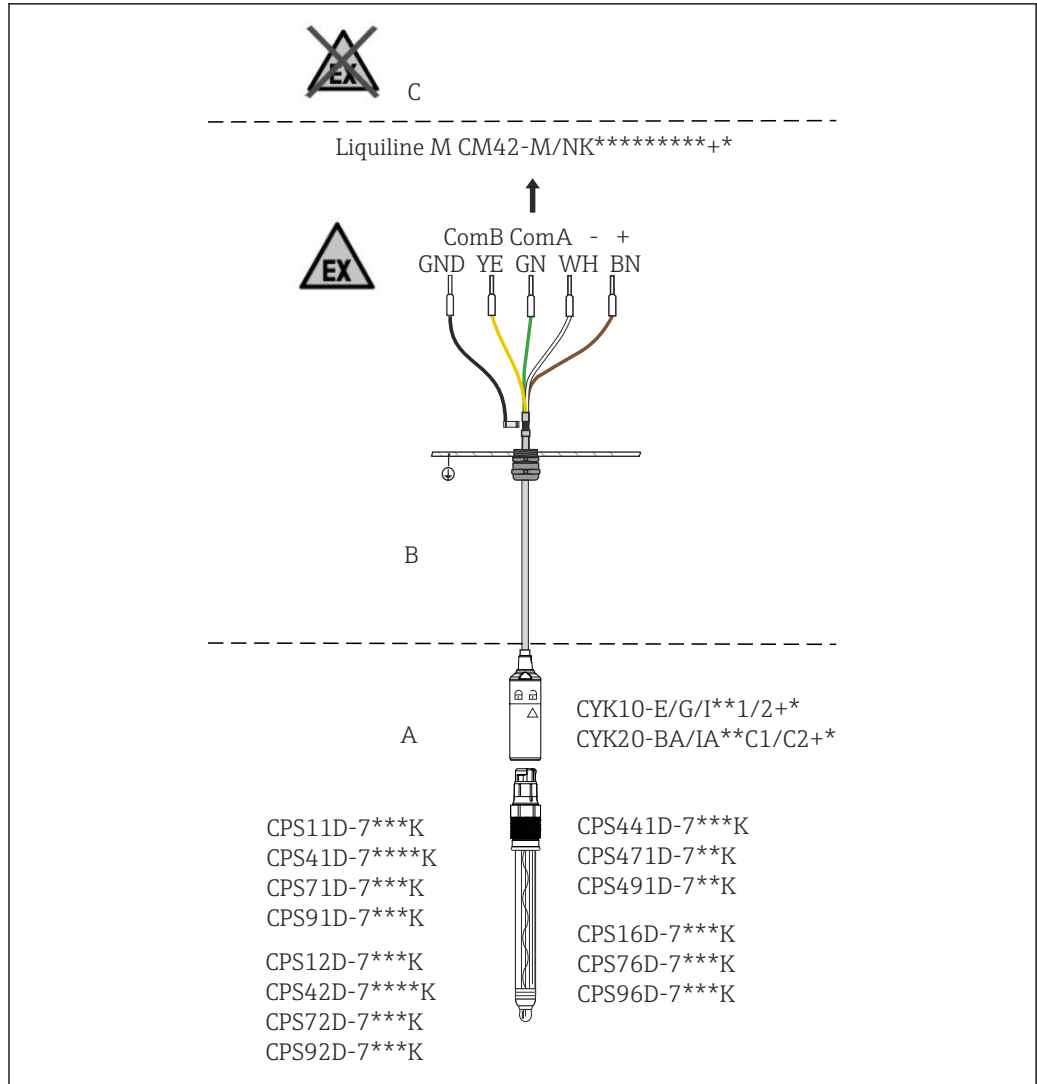 EX
C
Liquiline M CM42-M/NK*********+*
ComB ComA - +
GND YE GN WH BN
EX
B
A
CYK10-E/G/I**1/2+*
CYK20-BA/IA**C1/C2+*
CPS11D-7***K
CPS41D-7****K
CPS71D-7***K
CPS91D-7***K
CPS12D-7***K
CPS42D-7****K
CPS72D-7***K
CPS92D-7***K
CPS441D-7***K
CPS471D-7**K
CPS491D-7**K
CPS16D-7***K
CPS76D-7***K
CPS96D-7***K